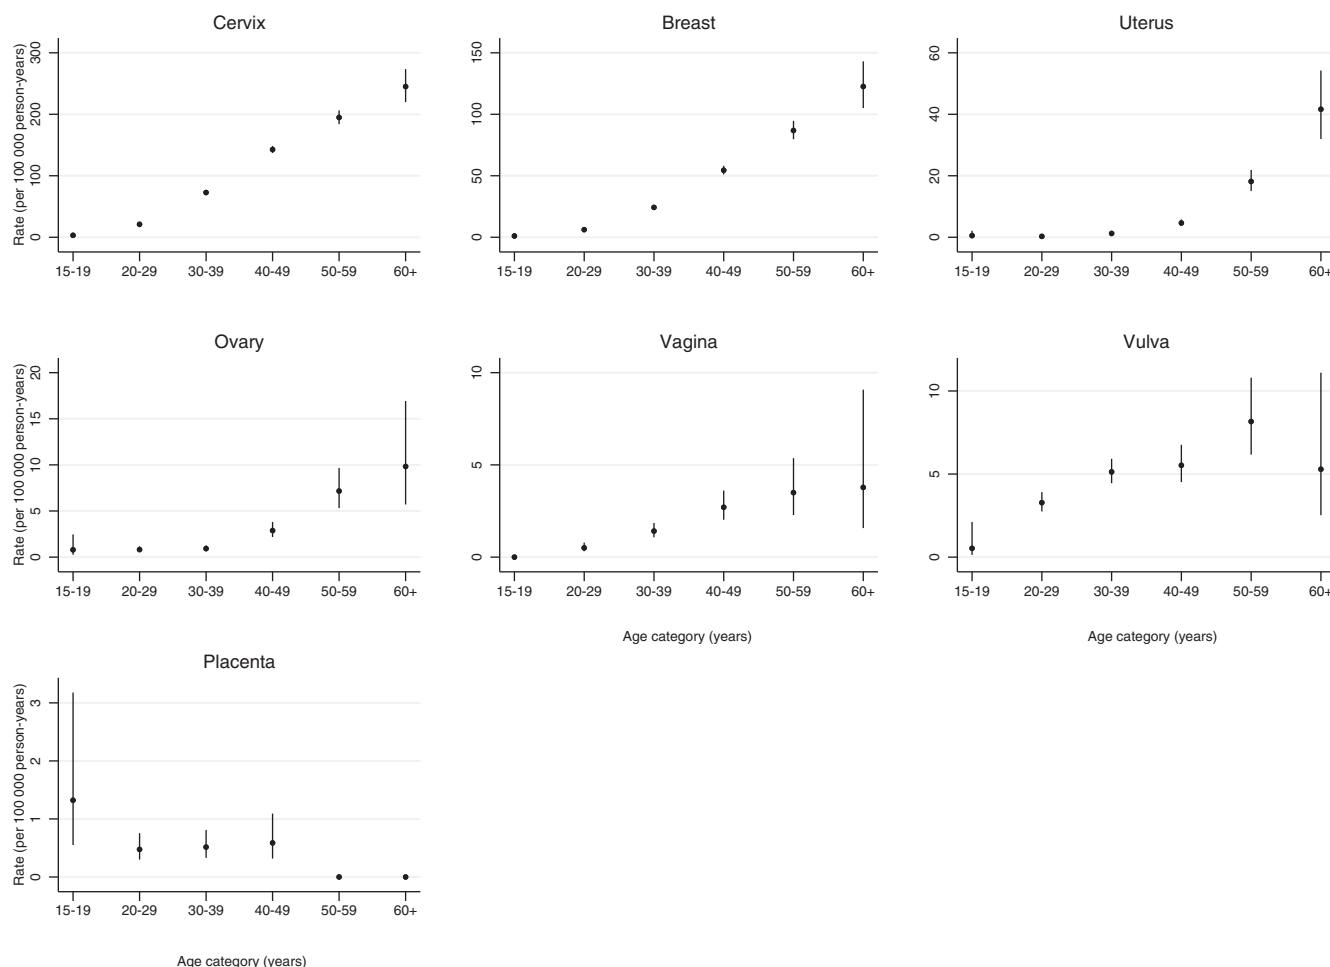 Cervix
Breast
Uterus
Rate (per 100 000 person-years)
300
200
100
0
150
100
50
0
60
40
20
0
15-19 20-29 30-39 40-49 50-59 60+
15-19 20-29 30-39 40-49 50-59 60+
15-19 20-29 30-39 40-49 50-59 60+
Ovary
Vagina
Vulva
Rate (per 100 000 person-years)
20
15
10
5
0
10
5
0
10
5
0
15-19 20-29 30-39 40-49 50-59 60+
15-19 20-29 30-39 40-49 50-59 60+
15-19 20-29 30-39 40-49 50-59 60+
Age category (years)
Age category (years)
Placenta
Rate (per 100 000 person-years)
3
2
1
0
15-19 20-29 30-39 40-49 50-59 60+
Age category (years)